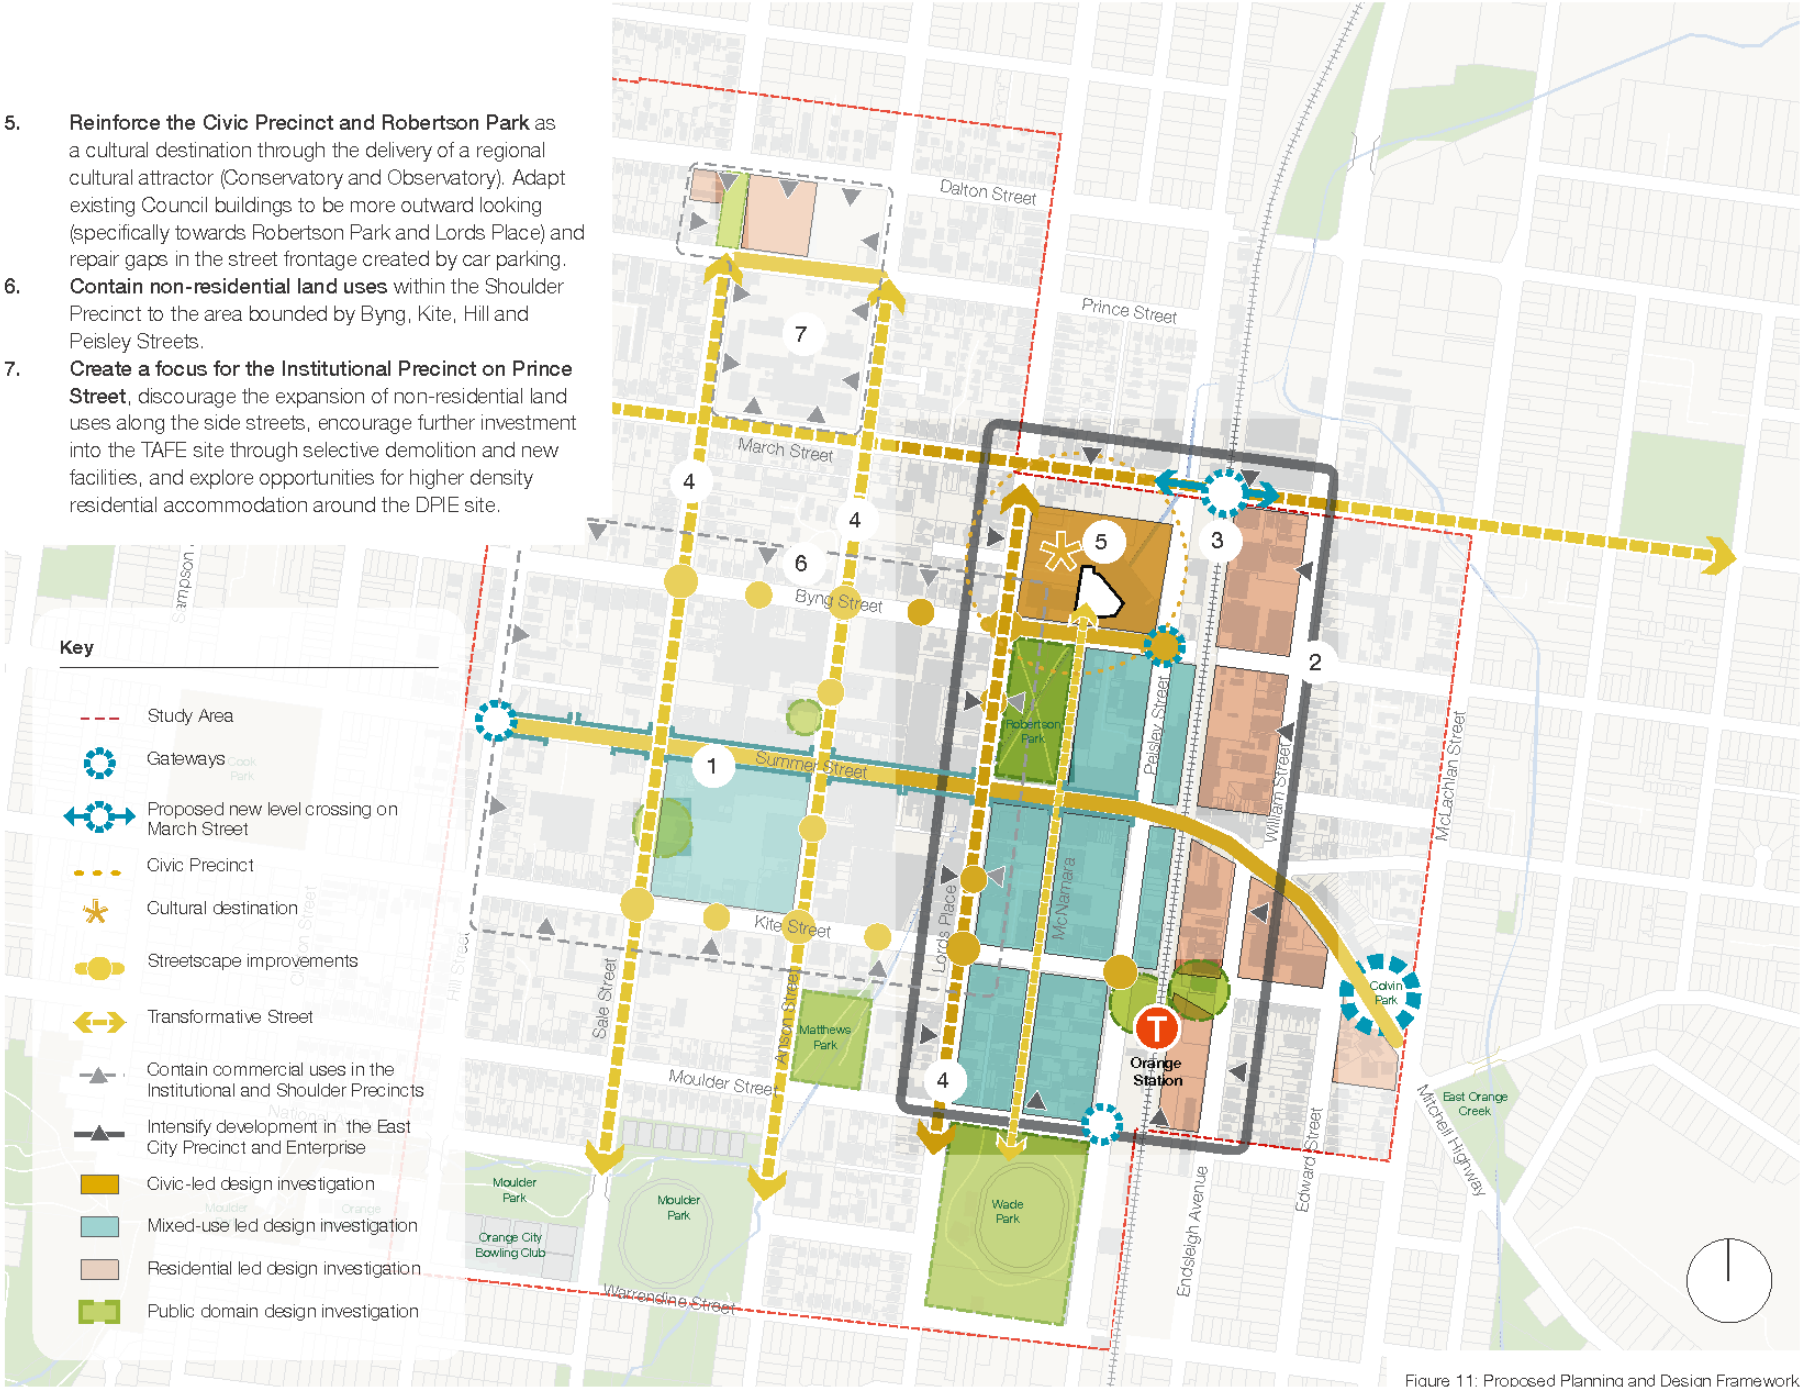 5. Reinforce the Civic Precinct and Robertson Park as
a cultural destination through the delivery of a regional
cultural attractor (Conservatory and Observatory). Adapt
existing Council buildings to be more outward looking
(specifically towards Robertson Park and Lords Place) and
repair gaps in the street frontage created by car parking.
6. Contain non-residential land uses within the Shoulder
Precinct to the area bounded by Byng, Kite, Hill and
Peisley Streets.
7. Create a focus for the Institutional Precinct on Prince
Street, discourage the expansion of non-residential land
uses along the side streets, encourage further investment
into the TAFE site through selective demolition and new
facilities, and explore opportunities for higher density
residential accommodation around the DPIE site.
Key
Study Area
Gateways
Proposed new level crossing on
March Street
Civic Precinct
Cultural destination
Streetscape improvements
Transformative Street
Contain commercial uses in the
Institutional and Shoulder Precincts
Intensify development in the East
City Precinct and Enterprise
Civic-led design investigation
Mixed-use led design investigation
Residential led design investigation
Public domain design investigation
Cook
Park
Moulder
Orange
Dalton Street
Prince Street
7
March Street
4
4
6
5
3
2
Byng Street
Robertson
Park
Peisley Street
William Street
McLachlan Street
1
Summer Street
McNamara
Lords Place
Kite Street
Hill Street
Sale Street
Anson Street
Matthews
Park
Colvin
Park
T
Orange
Station
4
Moulder Street
East Orange
Creek
Mitchell Highway
Edward Street
Endsleigh Avenue
Moulder
Park
Moulder
Park
Wade
Park
Orange City
Bowling Club
Warrendine Street
Figure 11: Proposed Planning and Design Framework